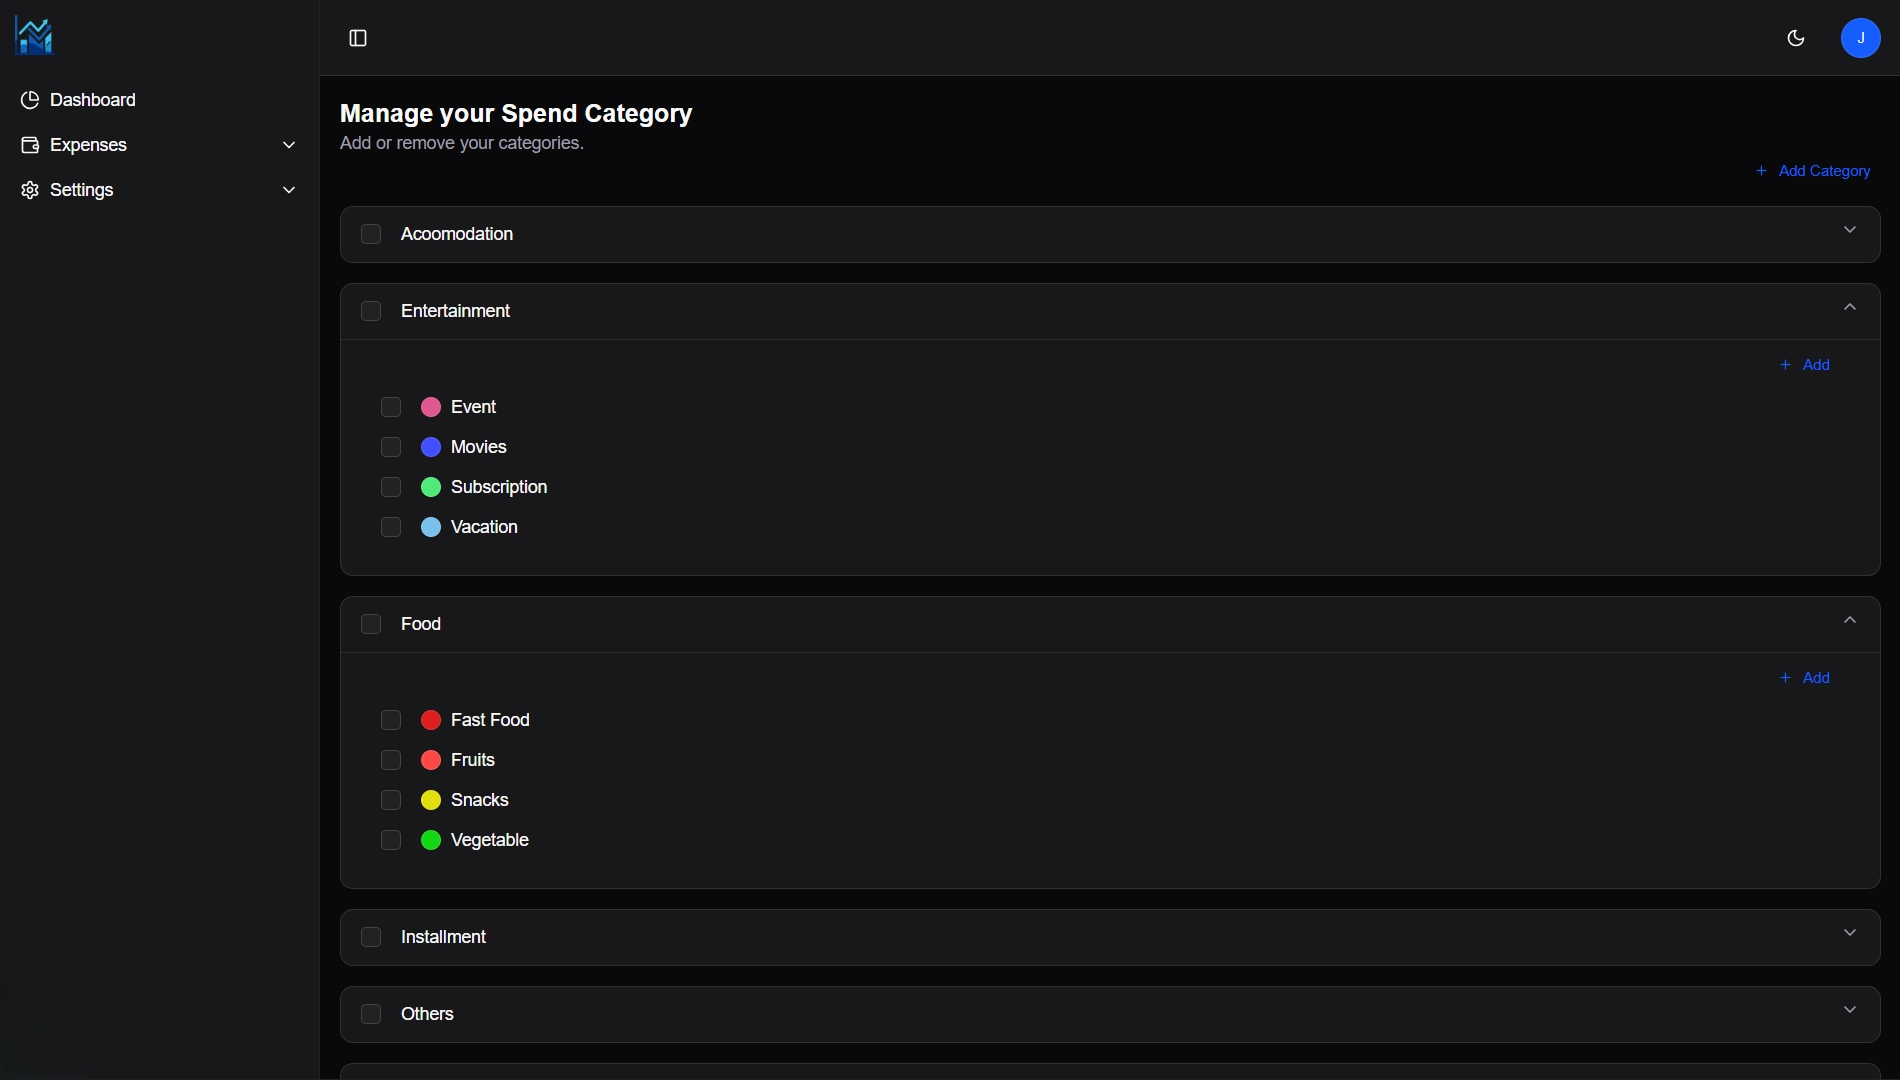 Dashboard
Expenses
Settings
J
Manage your Spend Category
Add or remove your categories.
+ Add Category
Acoomodation
Entertainment
+ Add
Event
Movies
Subscription
Vacation
Food
+ Add
Fast Food
Fruits
Snacks
Vegetable
Installment
Others